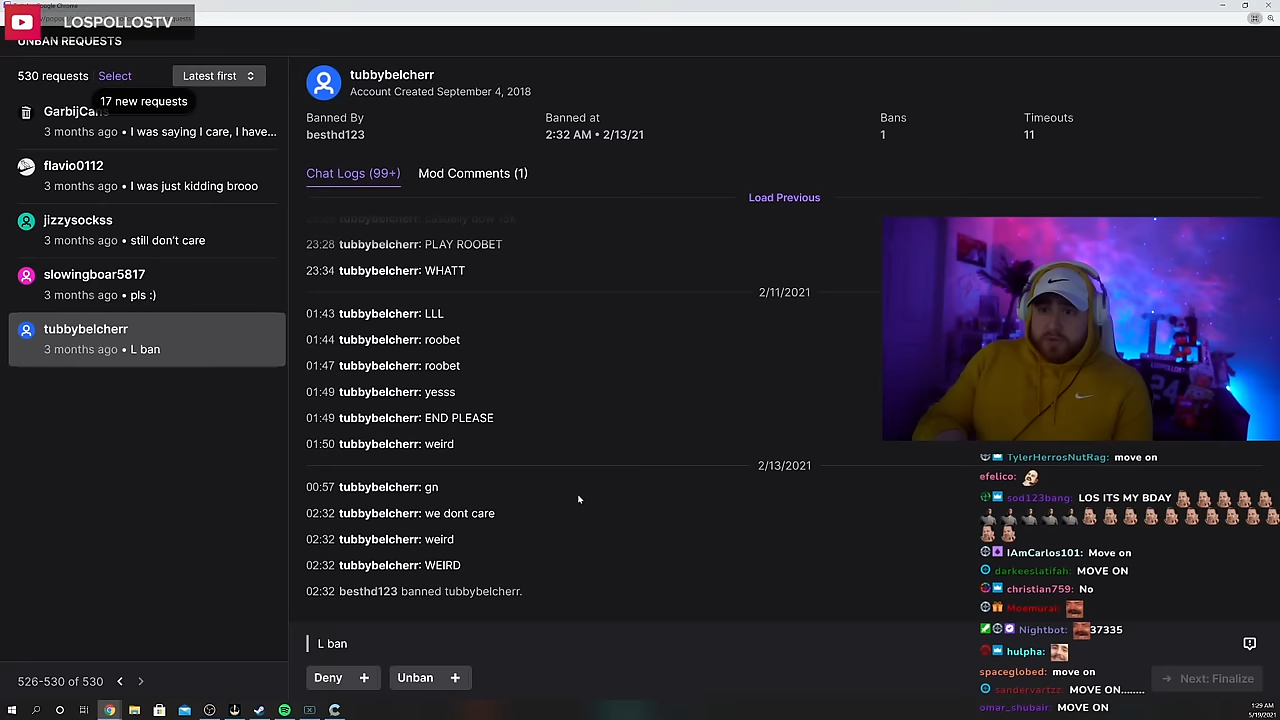 LOSPOLLOSTV
UNBAN REQUESTS
530 requests Select Latest first
17 new requests
3 months ago • I was saying I care, I have...
flavio0112
3 months ago • I was just kidding brooo
jizzysockss
3 months ago • still don't care
slowingboar5817
3 months ago • pls :)
tubbybelcherr
3 months ago • L ban
526-530 of 530
tubbybelcherr
Account Created September 4, 2018
Banned By Banned at Bans Timeouts
besthd123 2:32 AM • 2/13/21 1 11
Chat Logs (99+) Mod Comments (1)
Load Previous
23:28 tubbybelcherr: PLAY ROOBET
23:34 tubbybelcherr: WHATT
2/11/2021
01:43 tubbybelcherr: LLL
01:44 tubbybelcherr: roobet
01:47 tubbybelcherr: roobet
01:49 tubbybelcherr: yesss
01:49 tubbybelcherr: END PLEASE
01:50 tubbybelcherr: weird
2/13/2021
00:57 tubbybelcherr: gn
02:32 tubbybelcherr: we dont care
02:32 tubbybelcherr: weird
02:32 tubbybelcherr: WEIRD
02:32 besthd123 banned tubbybelcherr.
L ban
Deny + Unban +
Next: Finalize
24
TylerHerrosNutRag: move on
efelico:
sod123bang: LOS ITS MY BDAY
IAmCarlos101: Move on
darkeeslatifah: MOVE ON
christian759: No
Moemurai:
Nightbot: 37335
hulpha:
spaceglobed: move on
sandervartzz: MOVE ON........
omar_shubair: MOVE ON
1:29 AM
5/19/2021